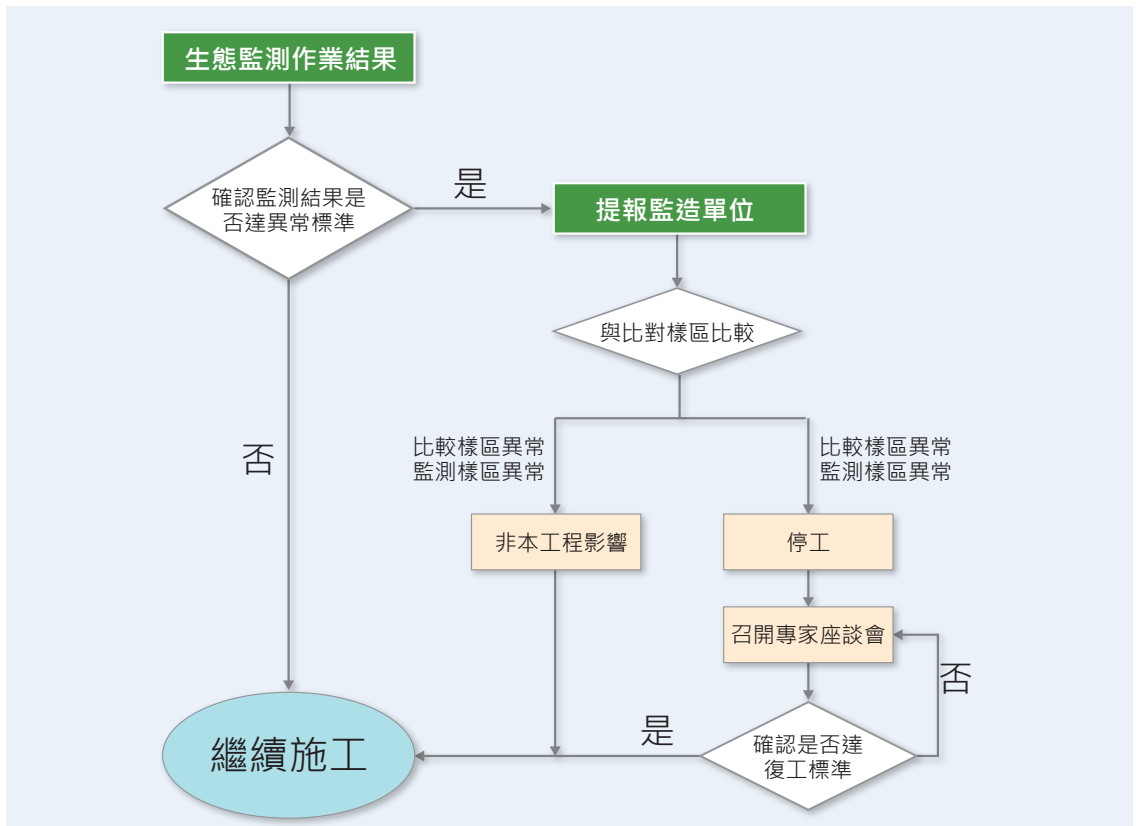 生態監測作業結果
確認監測結果是
否達異常標準
是
提報監造單位
與比對樣區比較
否
比較樣區異常
監測樣區異常
比較樣區異常
監測樣區異常
非本工程影響
停工
召開專家座談會
否
是
確認是否達
復工標準
繼續施工